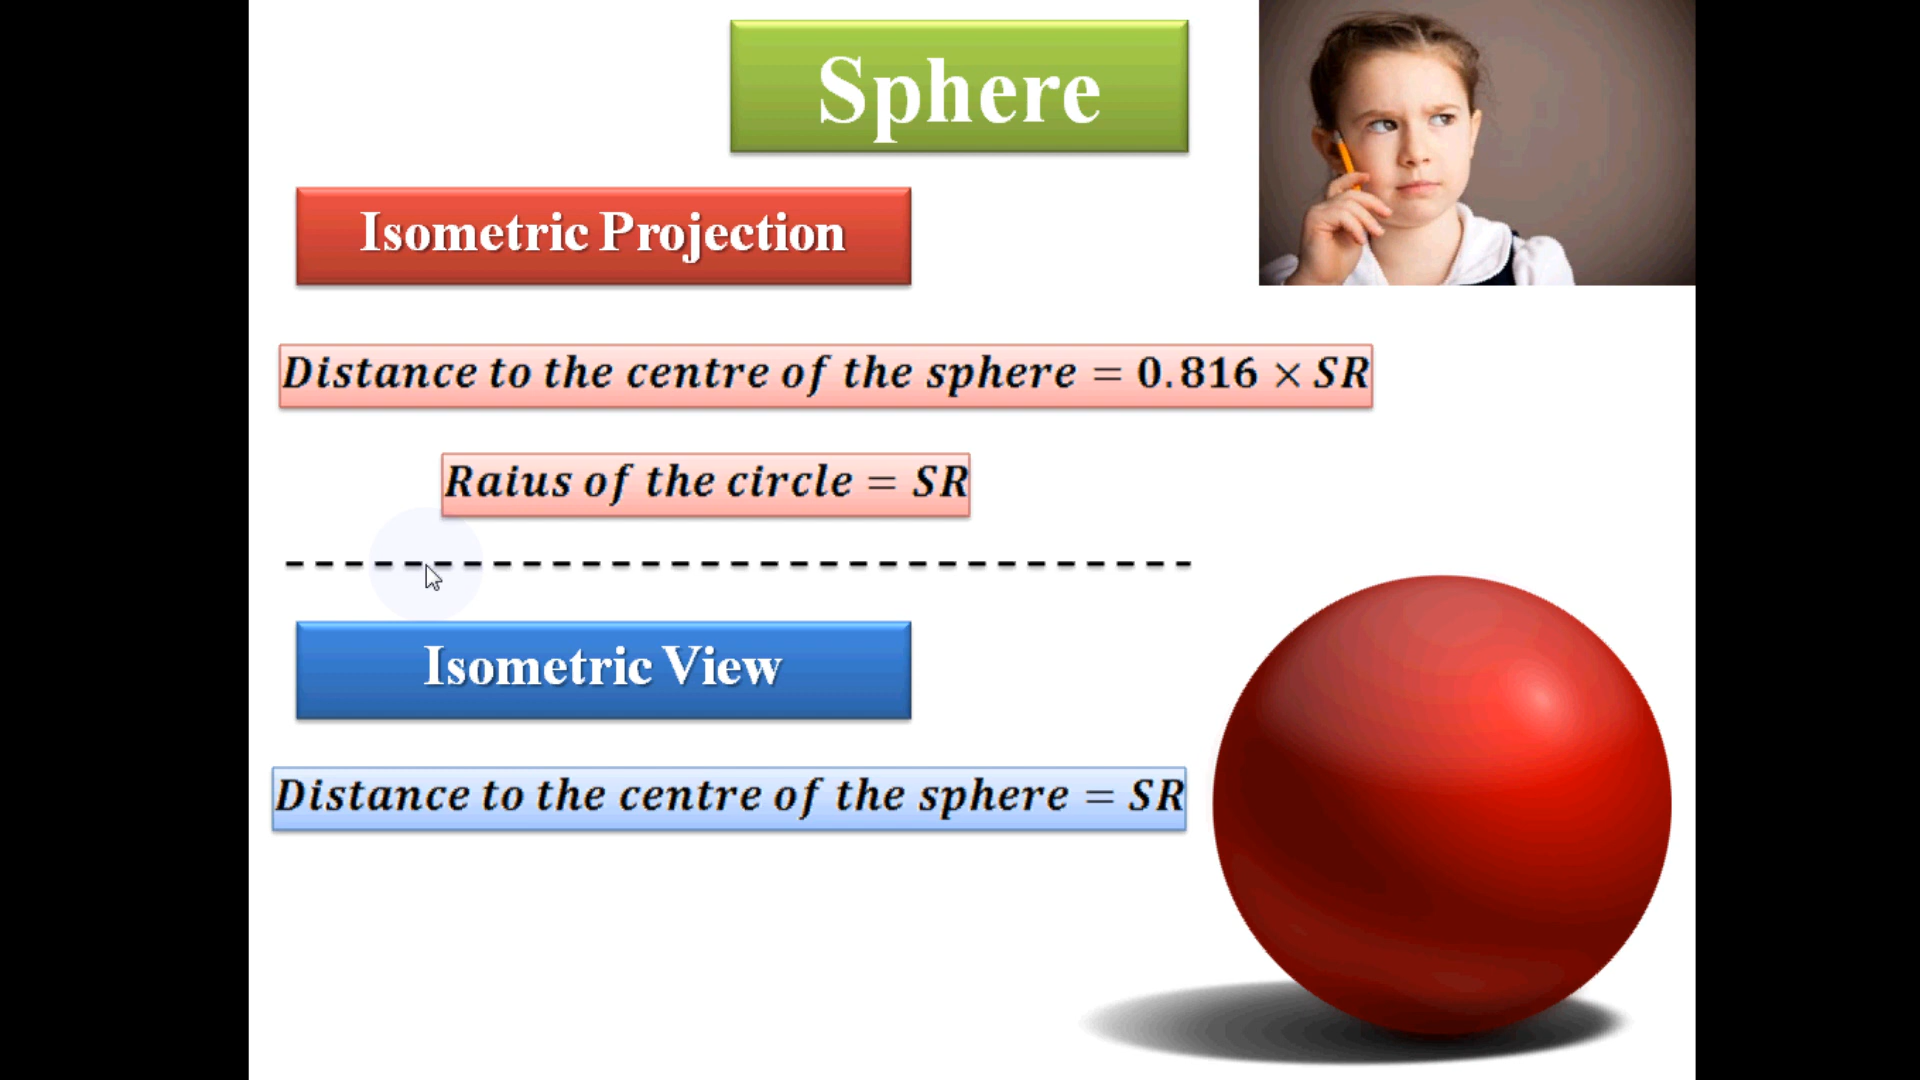 Sphere
Isometric Projection
Distance to the centre of the sphere = 0.816 × SR
Raius of the circle = SR
Isometric View
Distance to the centre of the sphere = SR